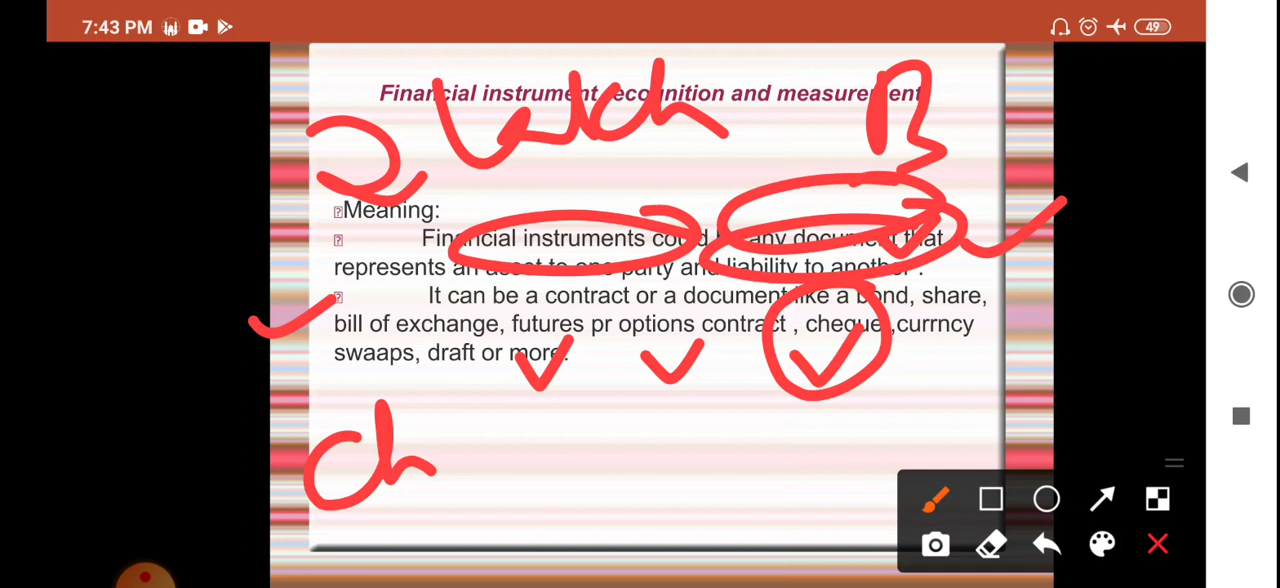 7:43 PM 49
Financial instrument recognition and measurement
Meaning:
Financial instruments could be any document that
represents an asset to one party and liability to another .
It can be a contract or a document like a bond, share,
bill of exchange, futures pr options contract , cheque ,currncy
swaaps, draft or more.
B
ch